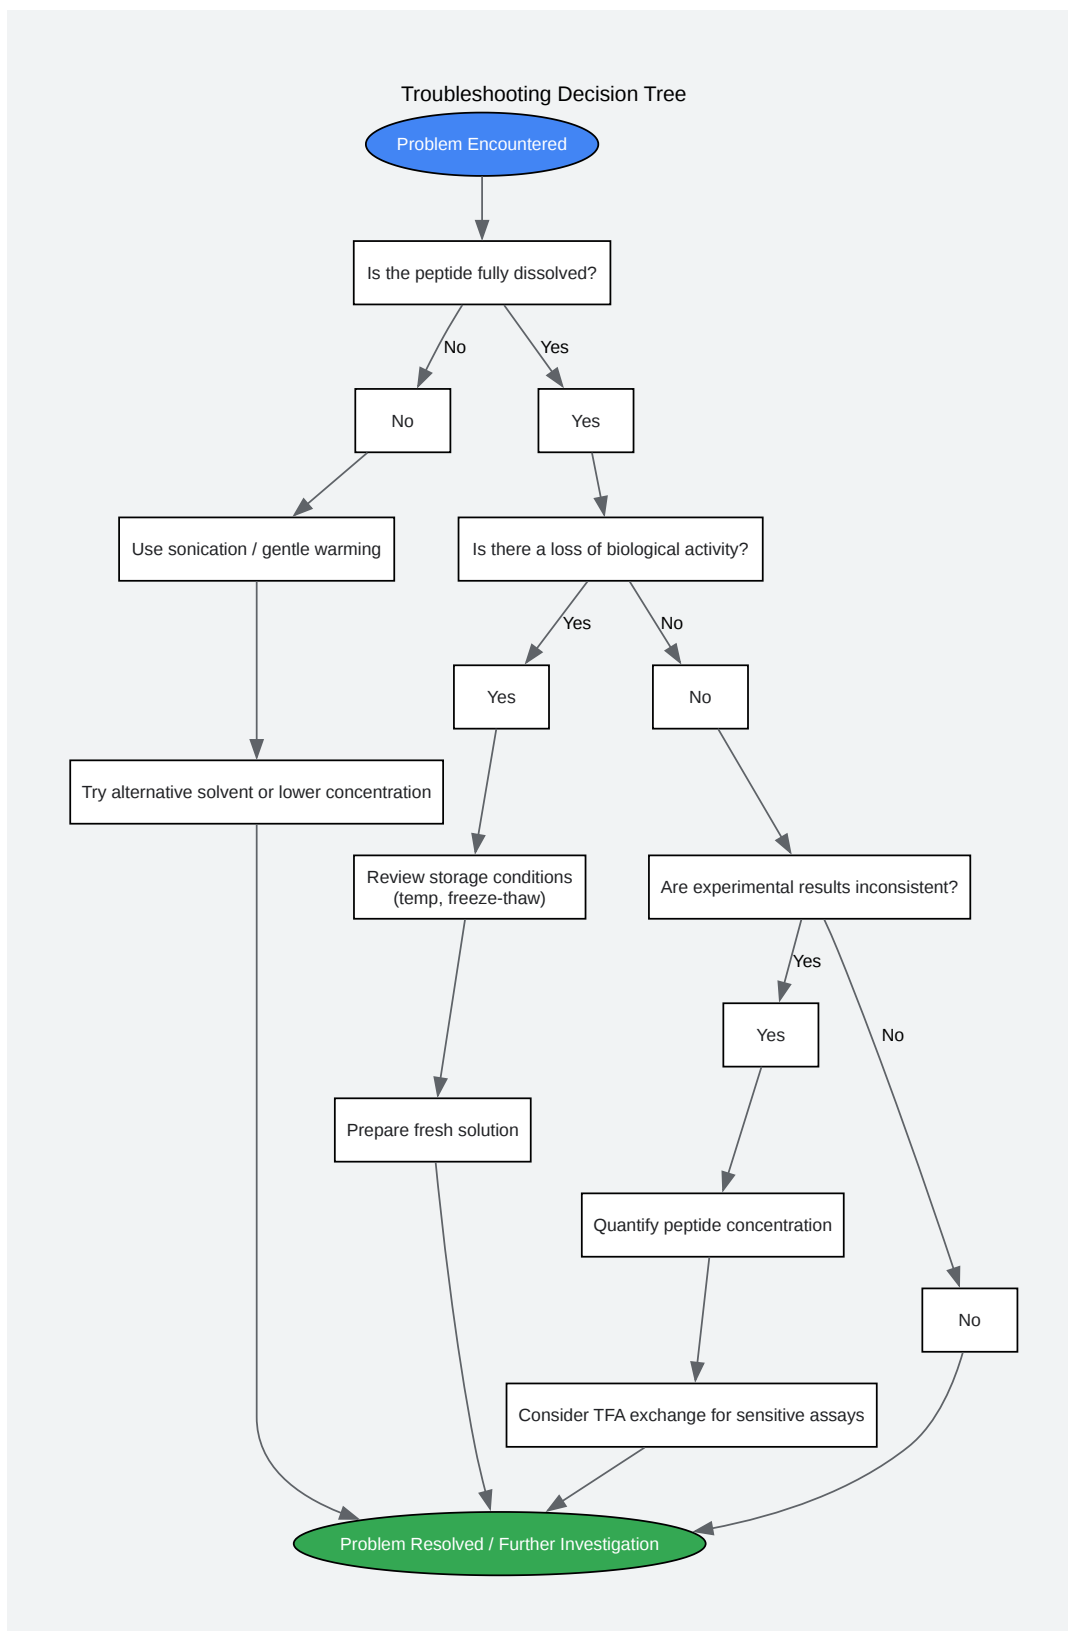 Troubleshooting Decision Tree
Problem Encountered
Is the peptide fully dissolved?
No
Yes
No
Yes
Use sonication / gentle warming
Is there a loss of biological activity?
Yes
No
Yes
No
Try alternative solvent or lower concentration
Review storage conditions
(temp, freeze-thaw)
Are experimental results inconsistent?
Yes
Yes
No
Prepare fresh solution
Quantify peptide concentration
No
Consider TFA exchange for sensitive assays
Problem Resolved / Further Investigation